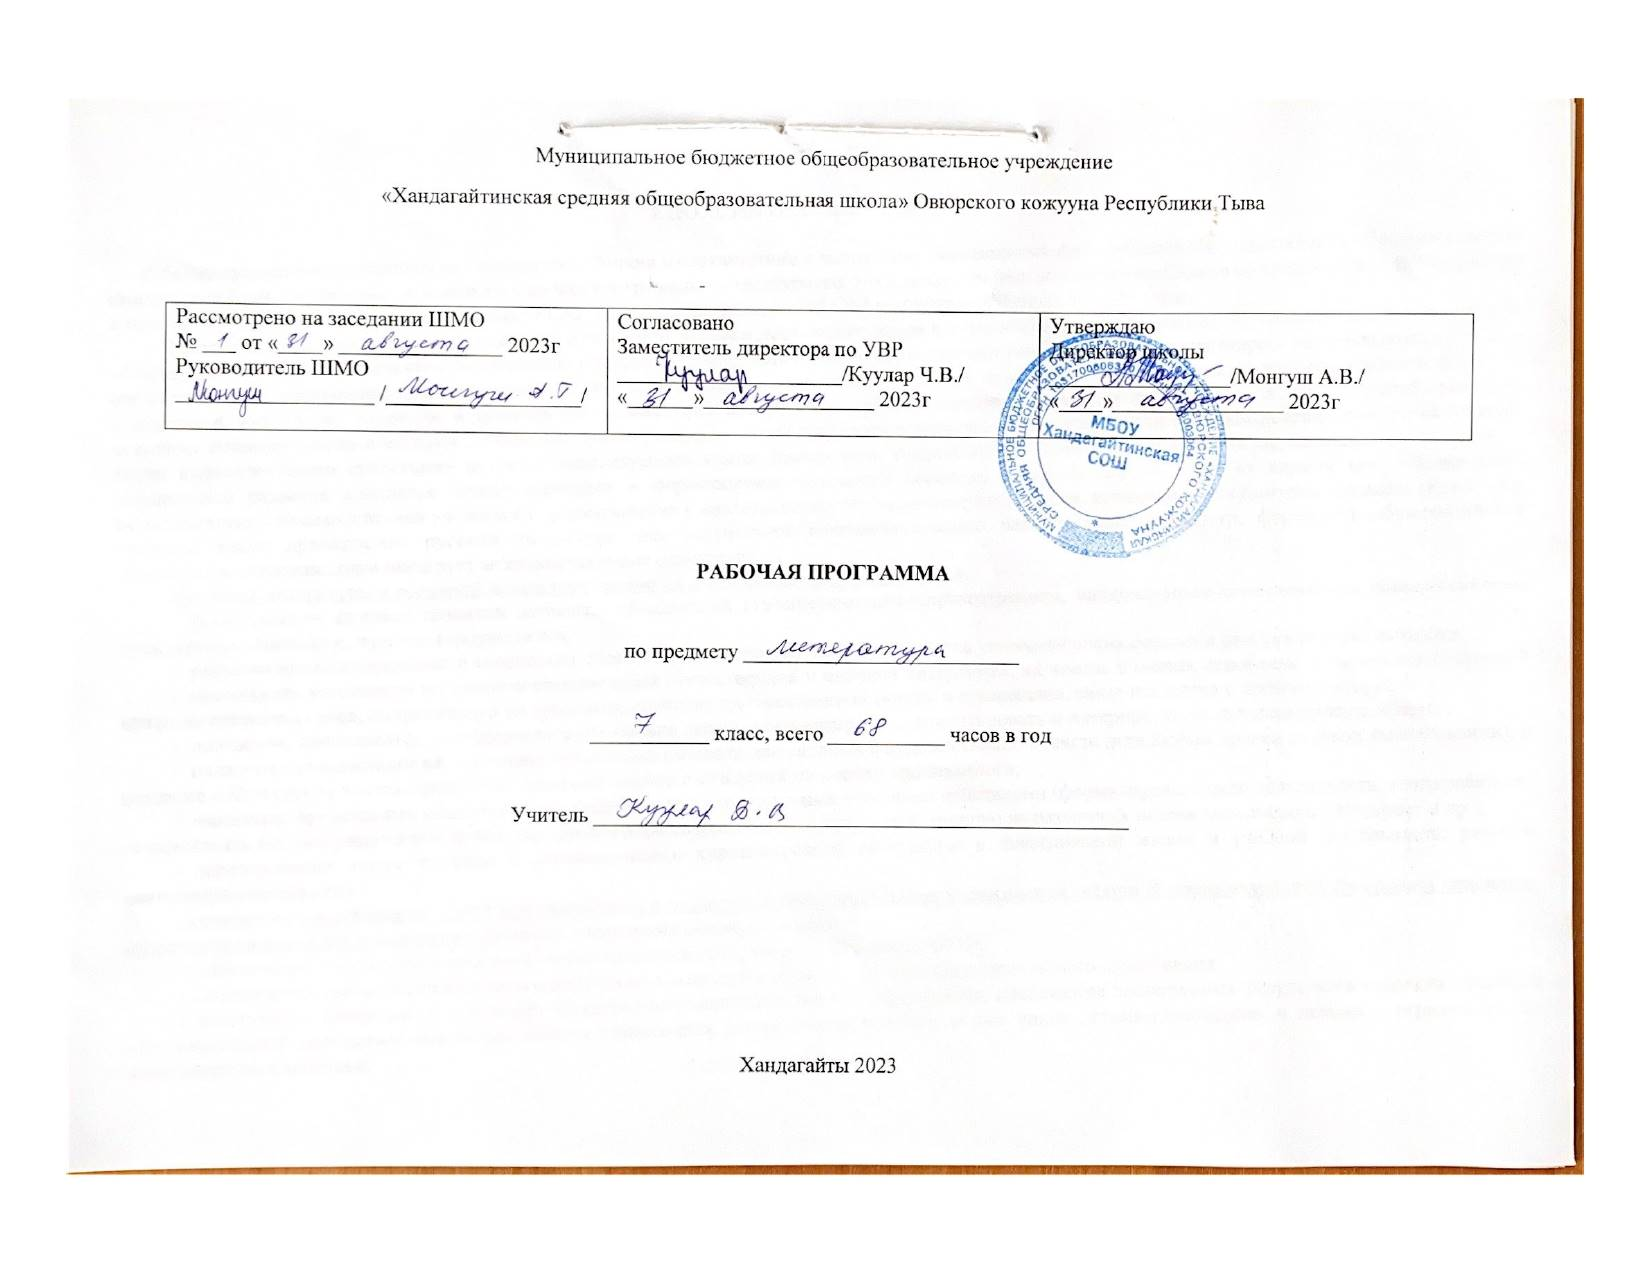 Муниципальное бюджетное общеобразовательное учреждение
«Хандагайтинская средняя общеобразовательная школа» Овюрского кожууна Республики Тыва
Рассмотрено на заседании ШМО
№ 1 от «31» августа 2023г
Руководитель ШМО
Монгуш / Монгуш А.Т /
Согласовано
Заместитель директора по УВР
Куулар /Куулар Ч.В./
«31» августа 2023г
Утверждаю
Директор школы
/Монгуш А.В./
«31» августа 2023г
МБОУ
Хандегайтинская
СОШ
РАБОЧАЯ ПРОГРАММА
по предмету литература
7 класс, всего 68 часов в год
Учитель Куулар В.В
Хандагайты 2023